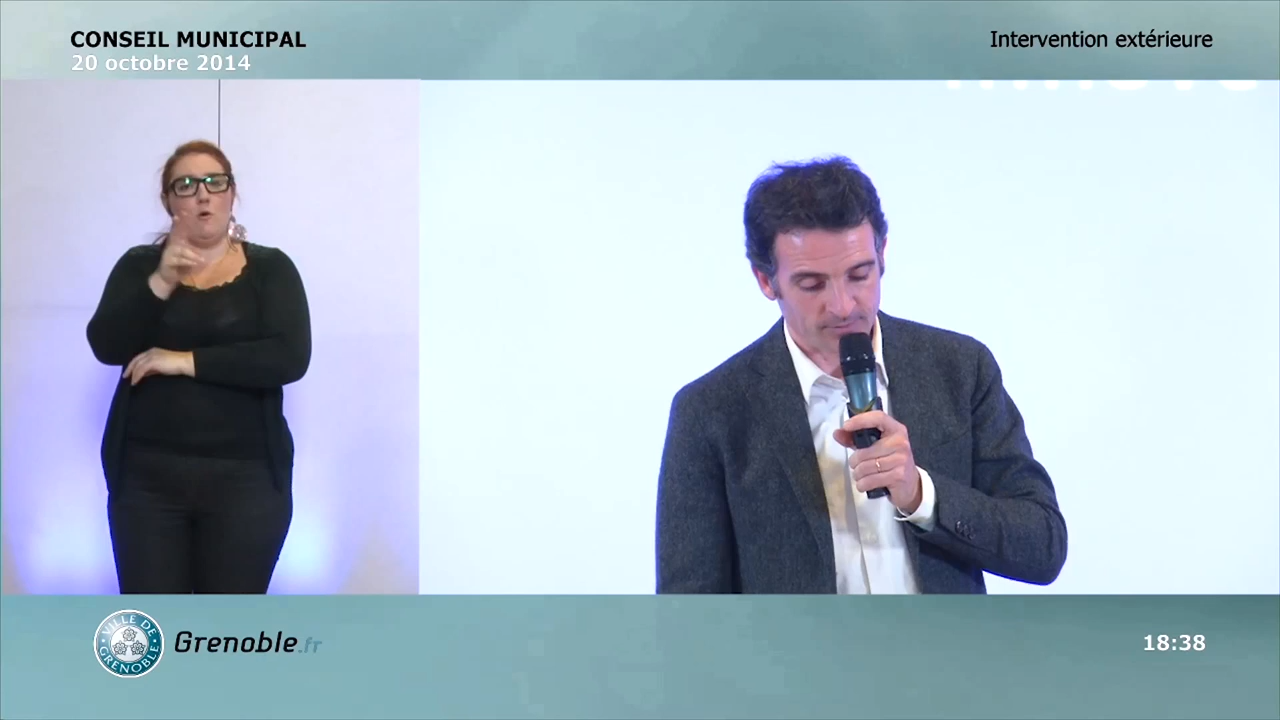 CONSEIL MUNICIPAL
20 octobre 2014
Intervention extérieure
VILLE DE GRENOBLE
Grenoble.fr
18:38